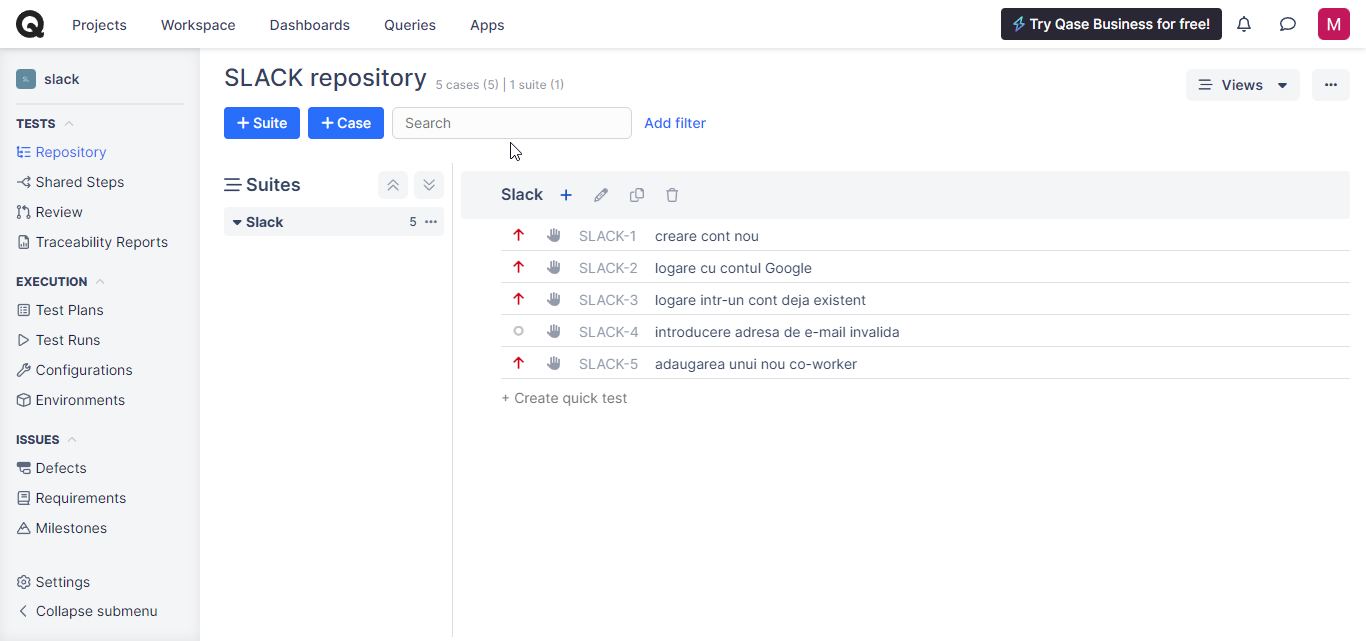 Projects Workspace Dashboards Queries Apps Try Qase Business for free! M
slack
TESTS
Repository
Shared Steps
Review
Traceability Reports
EXECUTION
Test Plans
Test Runs
Configurations
Environments
ISSUES
Defects
Requirements
Milestones
Settings
Collapse submenu
SLACK repository 5 cases (5) | 1 suite (1)
Views
+ Suite + Case Search Add filter
Suites
Slack 5
Slack
SLACK-1 creare cont nou
SLACK-2 logare cu contul Google
SLACK-3 logare intr-un cont deja existent
SLACK-4 introducere adresa de e-mail invalida
SLACK-5 adaugarea unui nou co-worker
+ Create quick test